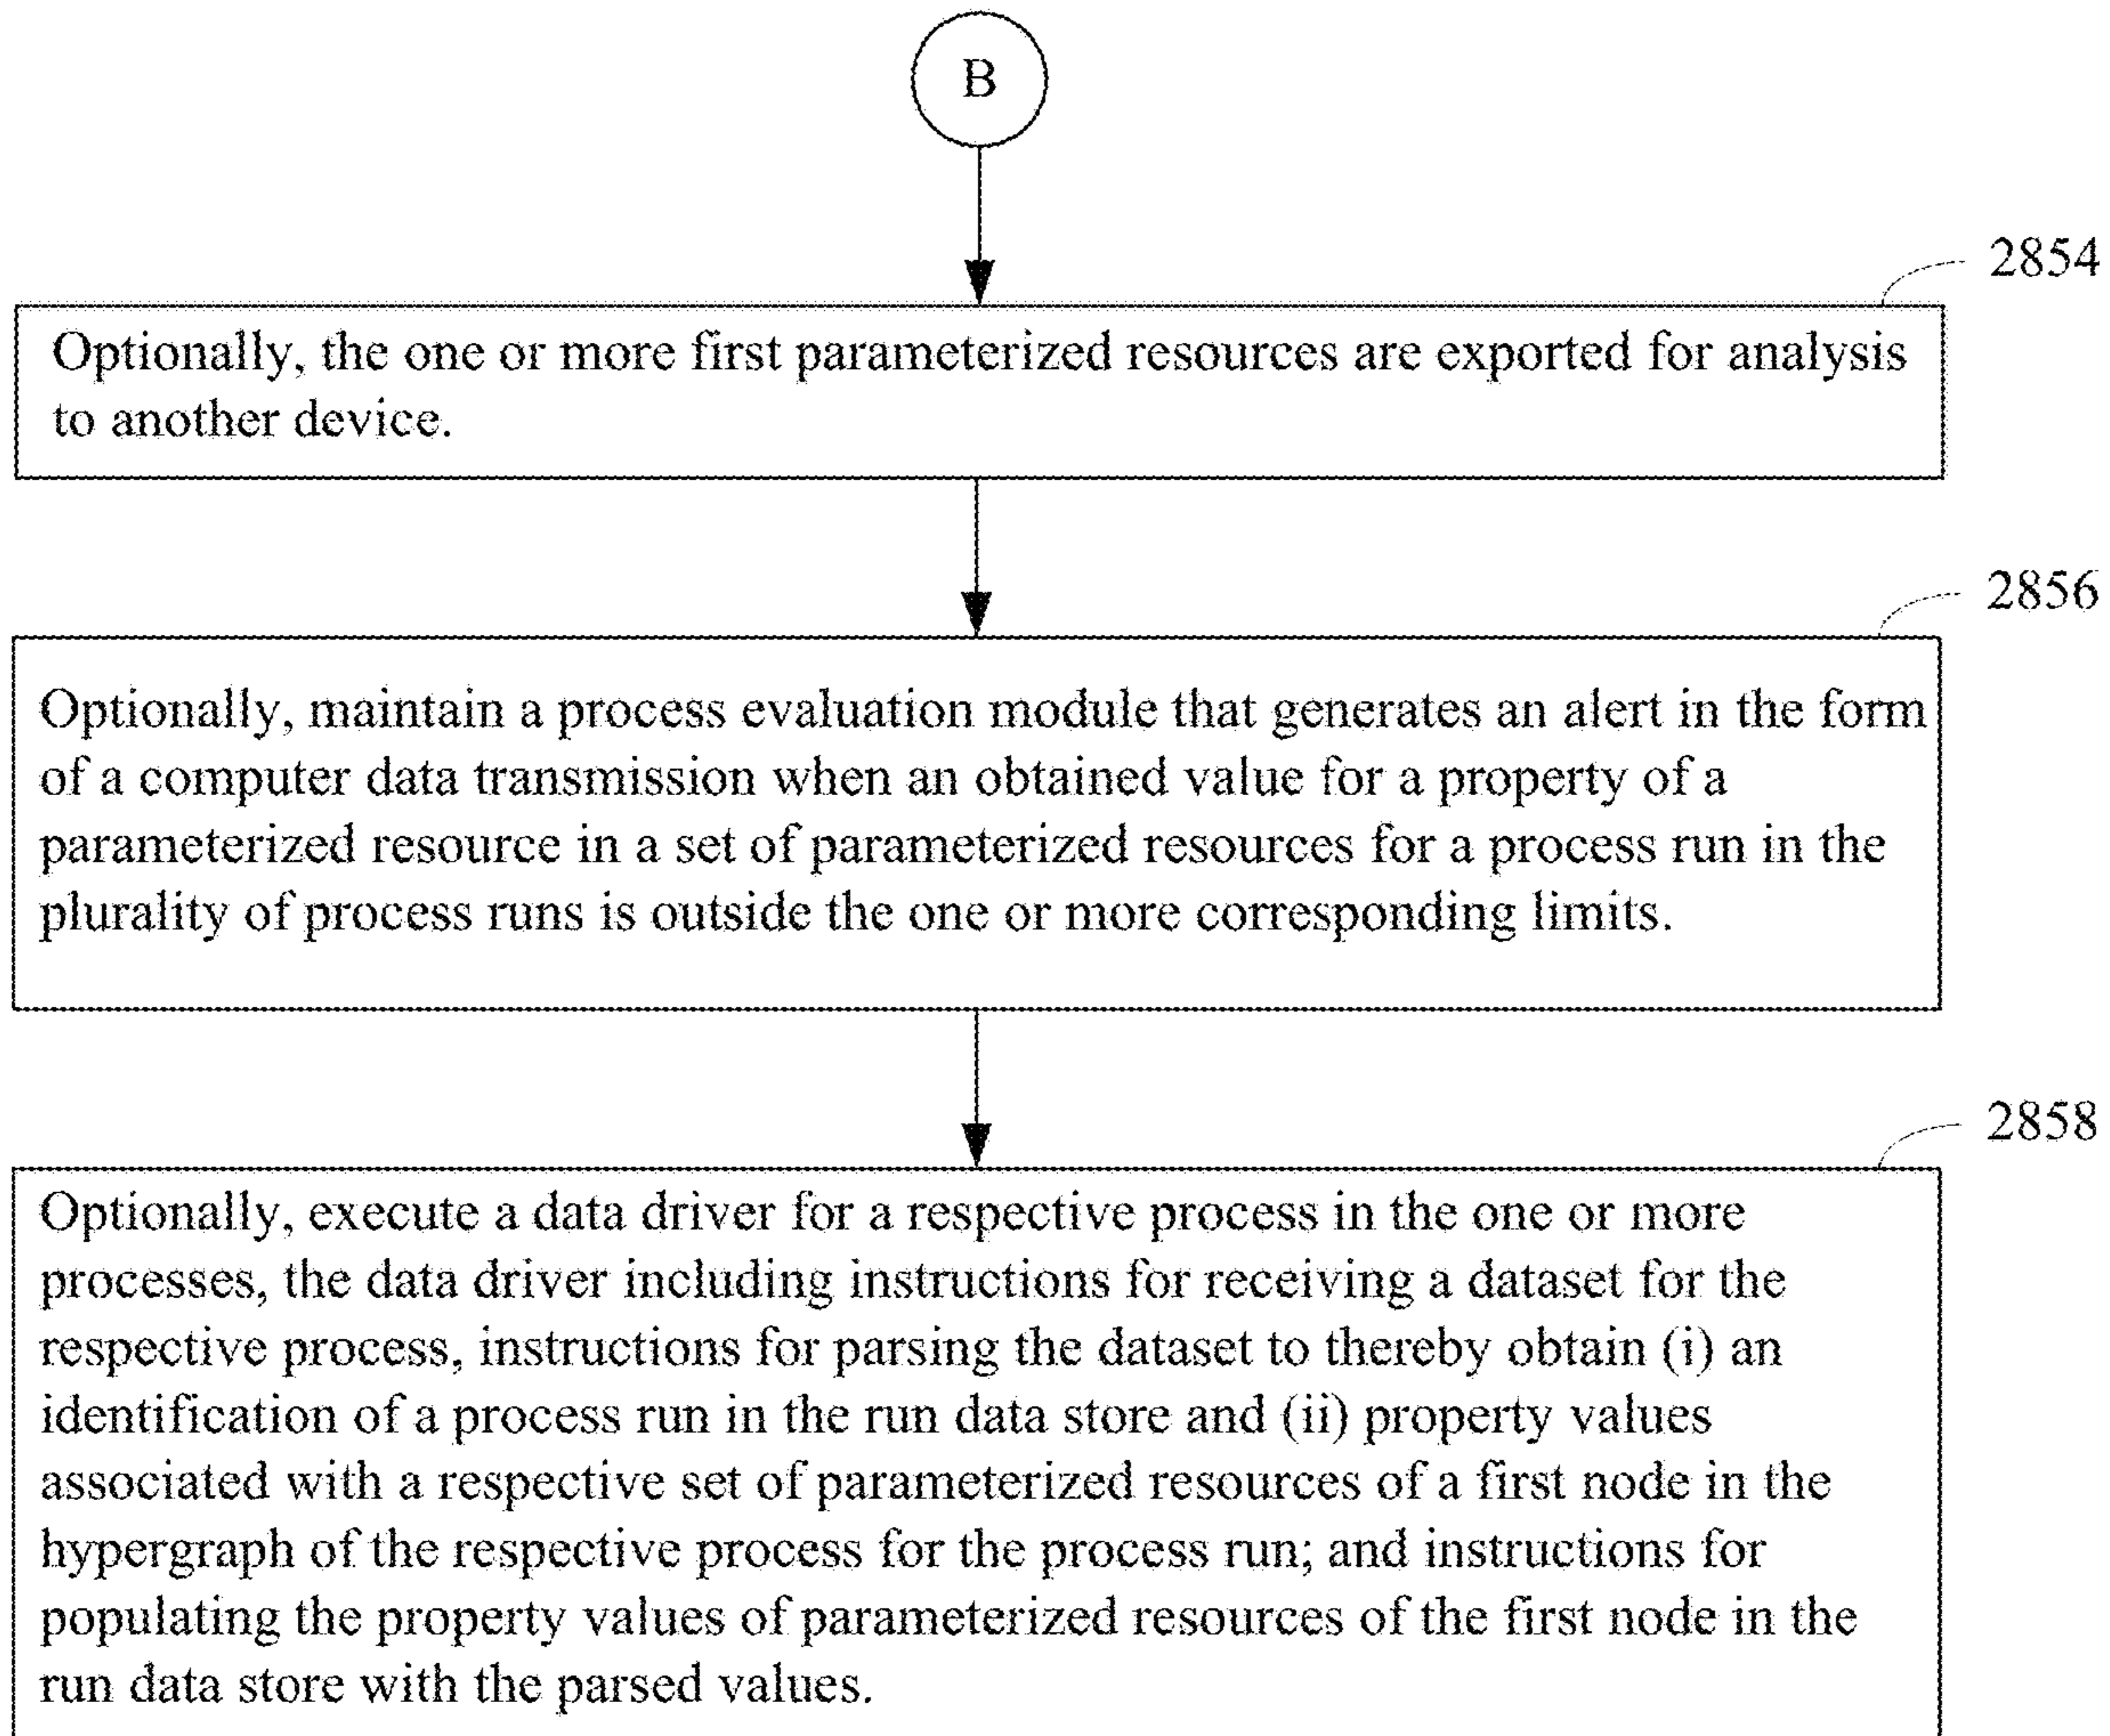 B
2854
Optionally, the one or more first parameterized resources are exported for analysis
to another device.
2856
Optionally, maintain a process evaluation module that generates an alert in the form
of a computer data transmission when an obtained value for a property of a
parameterized resource in a set of parameterized resources for a process run in the
plurality of process runs is outside the one or more corresponding limits.
2858
Optionally, execute a data driver for a respective process in the one or more
processes, the data driver including instructions for receiving a dataset for the
respective process, instructions for parsing the dataset to thereby obtain (i) an
identification of a process run in the run data store and (ii) property values
associated with a respective set of parameterized resources of a first node in the
hypergraph of the respective process for the process run; and instructions for
populating the property values of parameterized resources of the first node in the
run data store with the parsed values.